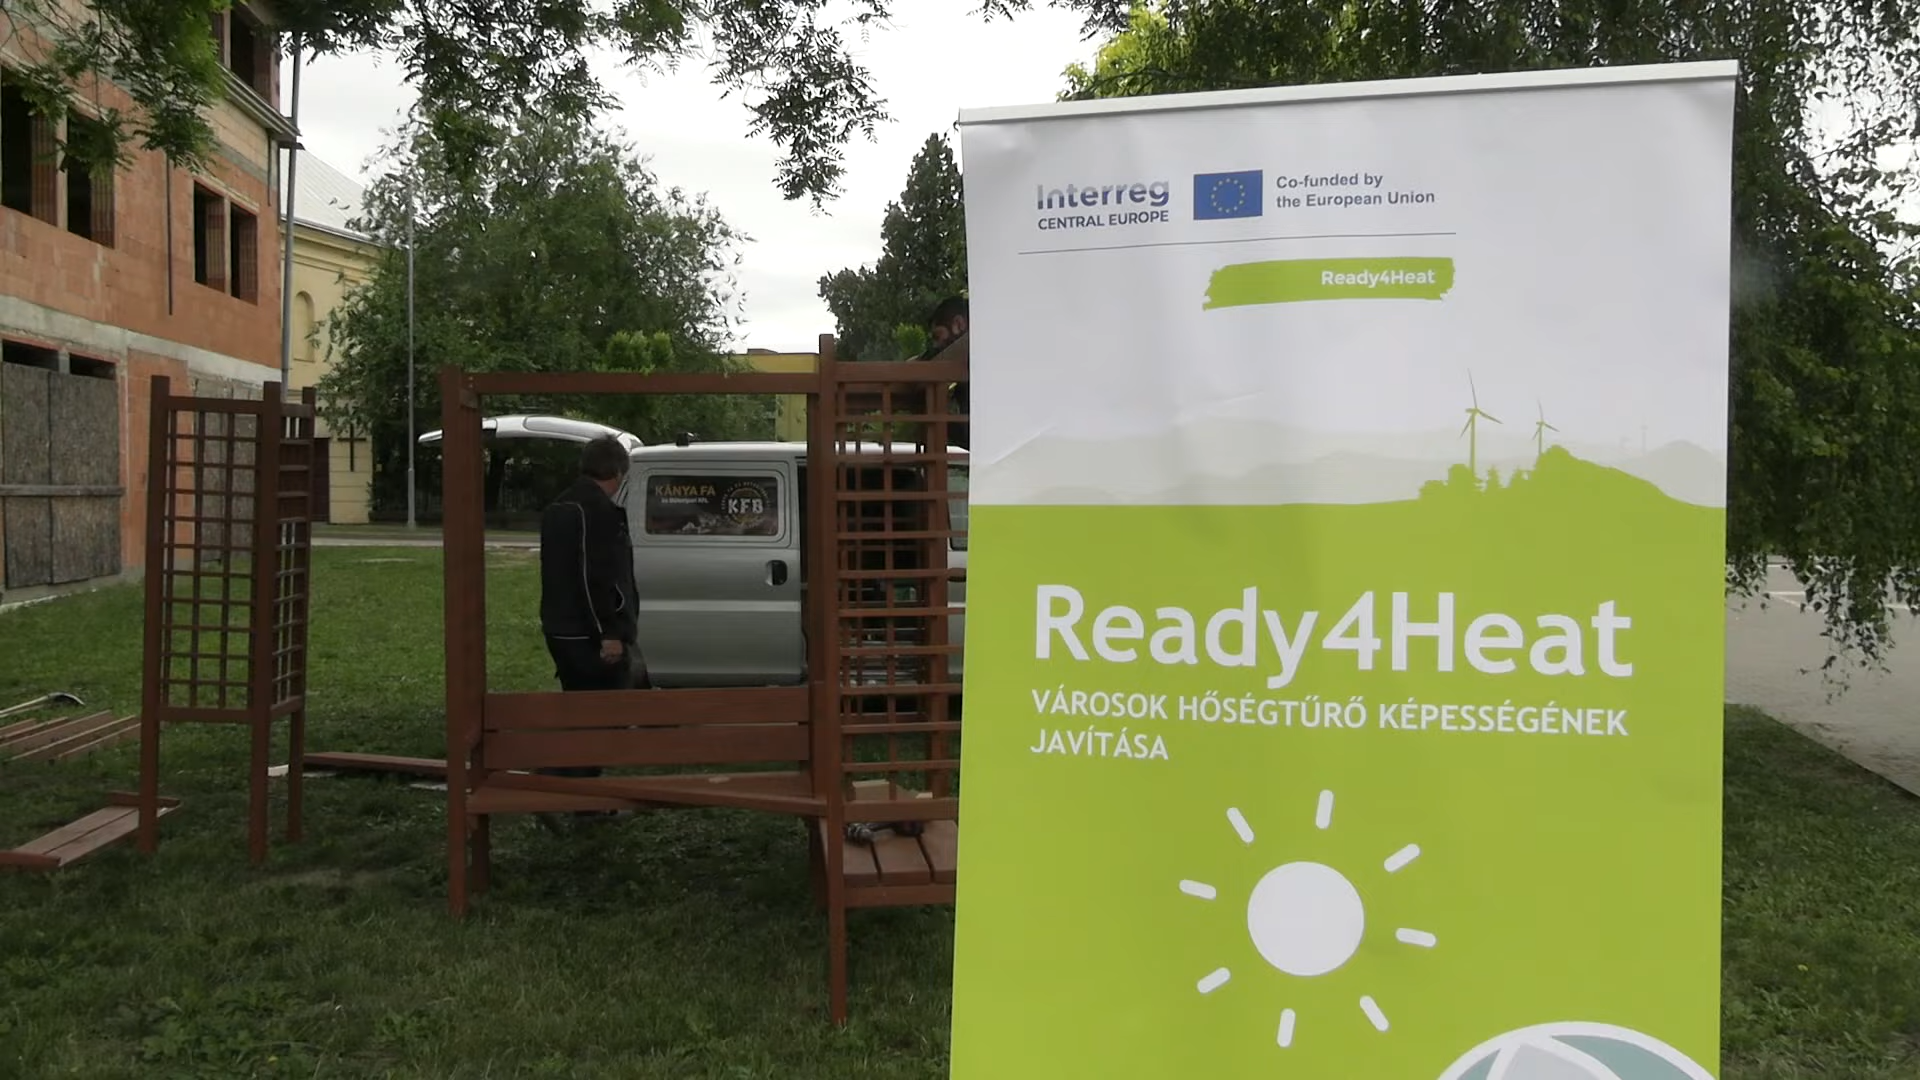 Interreg
CENTRAL EUROPE
Co-funded by
the European Union
Ready4Heat
Ready4Heat
VÁROSOK HŐSÉGTŰRŐ KÉPESSÉGÉNEK
JAVÍTÁSA
KÁNYA FA
KFB